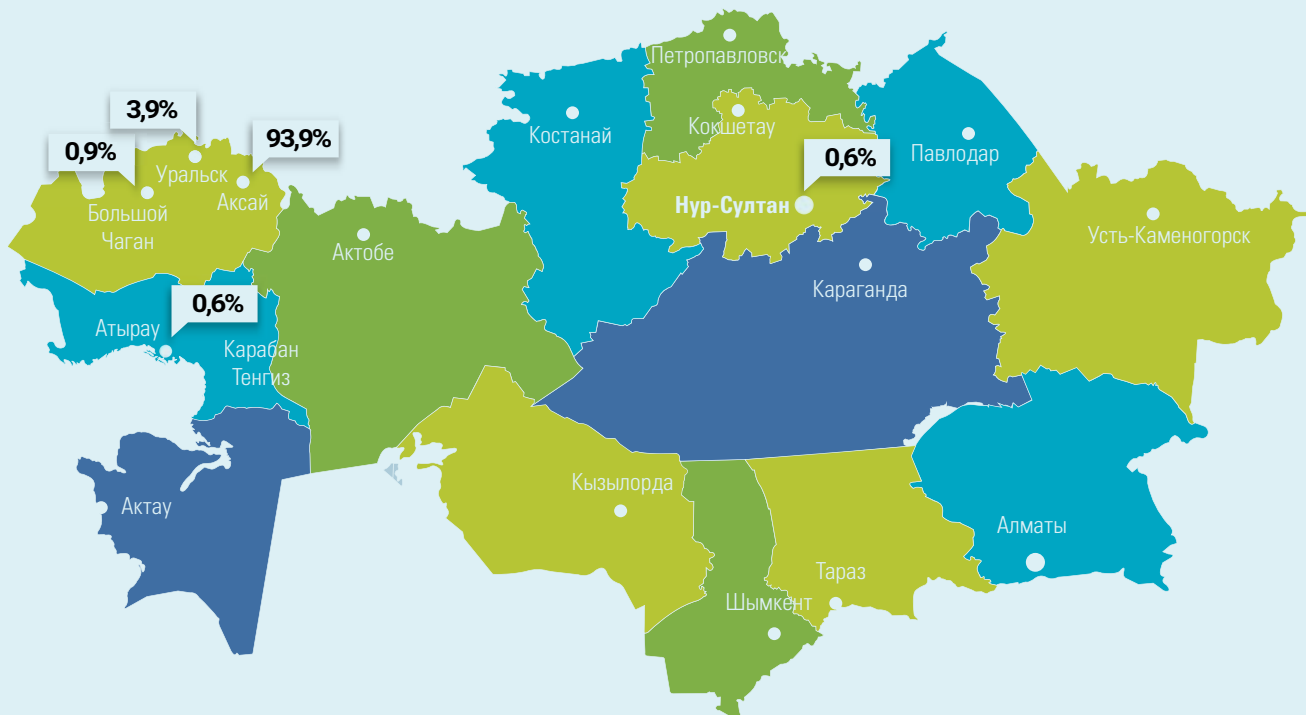 Петропавловск
3,9%
Костанай
Кокшетау
93,9%
0,9%
0,6%
Павлодар
Уральск
Аксай
Большой
Чаган
Нур-Султан
Усть-Каменогорск
Актобе
Караганда
0,6%
Атырау
Карабан
Тенгиз
Кызылорда
Актау
Алматы
Тараз
Шымкент